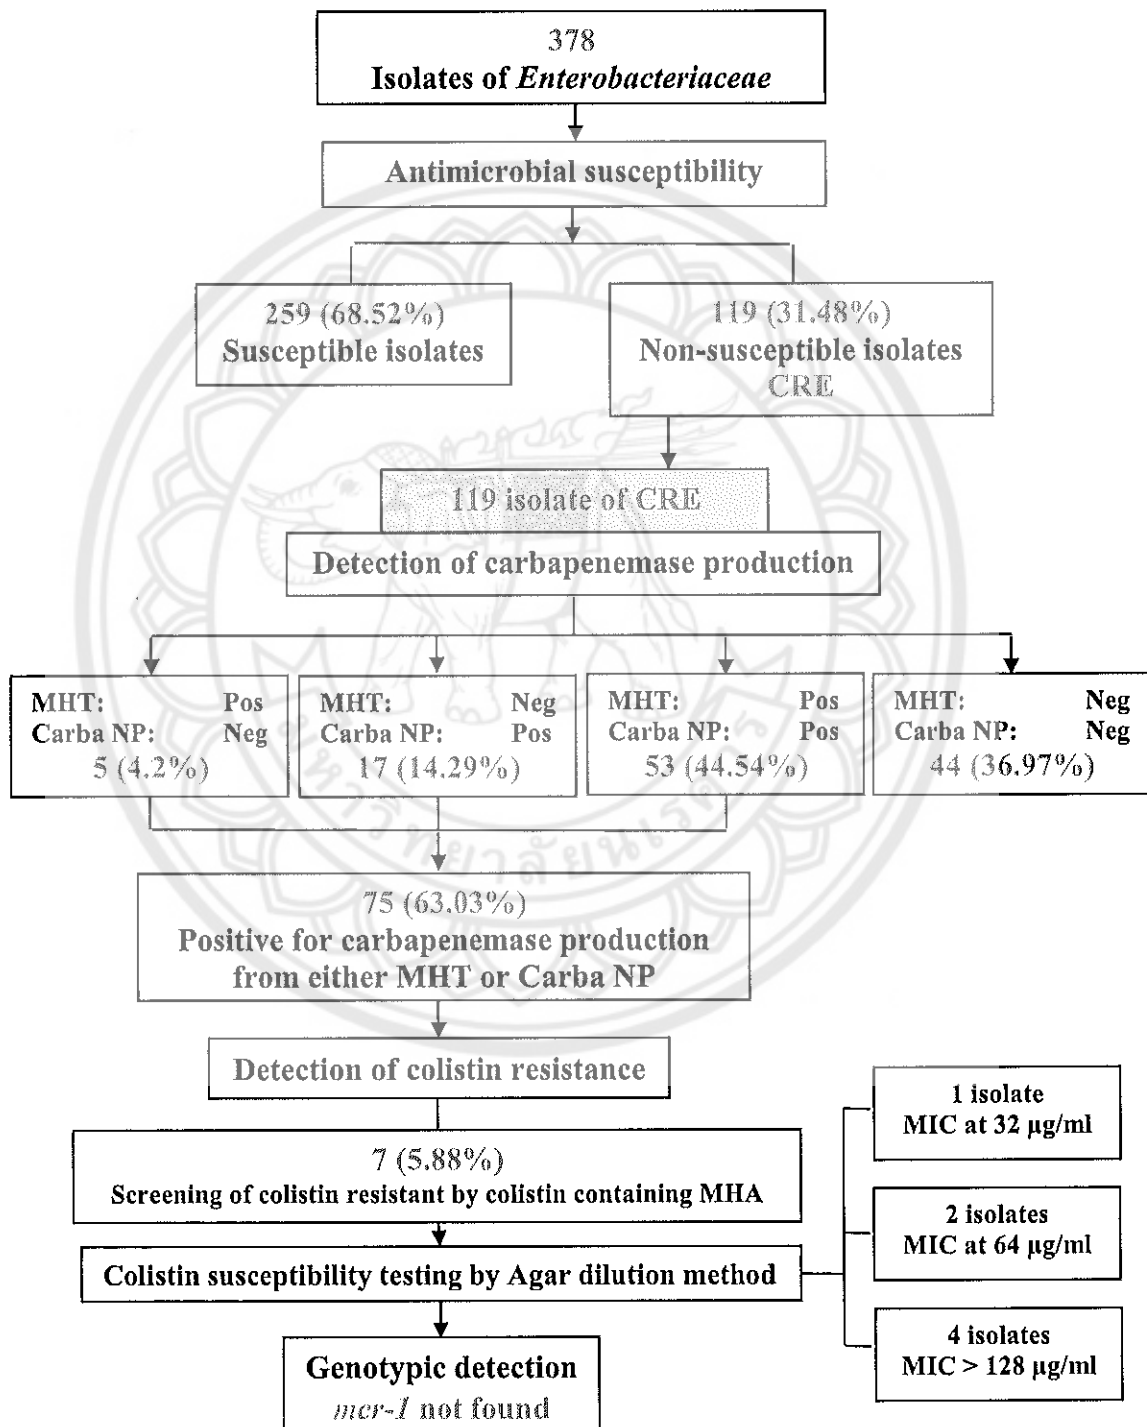 378
Isolates of Enterobacteriaceae
Antimicrobial susceptibility
259 (68.52%)
Susceptible isolates
119 (31.48%)
Non-susceptible isolates
CRE
119 isolate of CRE
Detection of carbapenemase production
MHT: Pos
Carba NP: Neg
5 (4.2%)
MHT: Neg
Carba NP: Pos
17 (14.29%)
MHT: Pos
Carba NP: Pos
53 (44.54%)
MHT: Neg
Carba NP: Neg
44 (36.97%)
75 (63.03%)
Positive for carbapenemase production
from either MHT or Carba NP
Detection of colistin resistance
7 (5.88%)
Screening of colistin resistant by colistin containing MHA
Colistin susceptibility testing by Agar dilution method
1 isolate
MIC at 32 µg/ml
2 isolates
MIC at 64 µg/ml
4 isolates
MIC > 128 µg/ml
Genotypic detection
mcr-1 not found